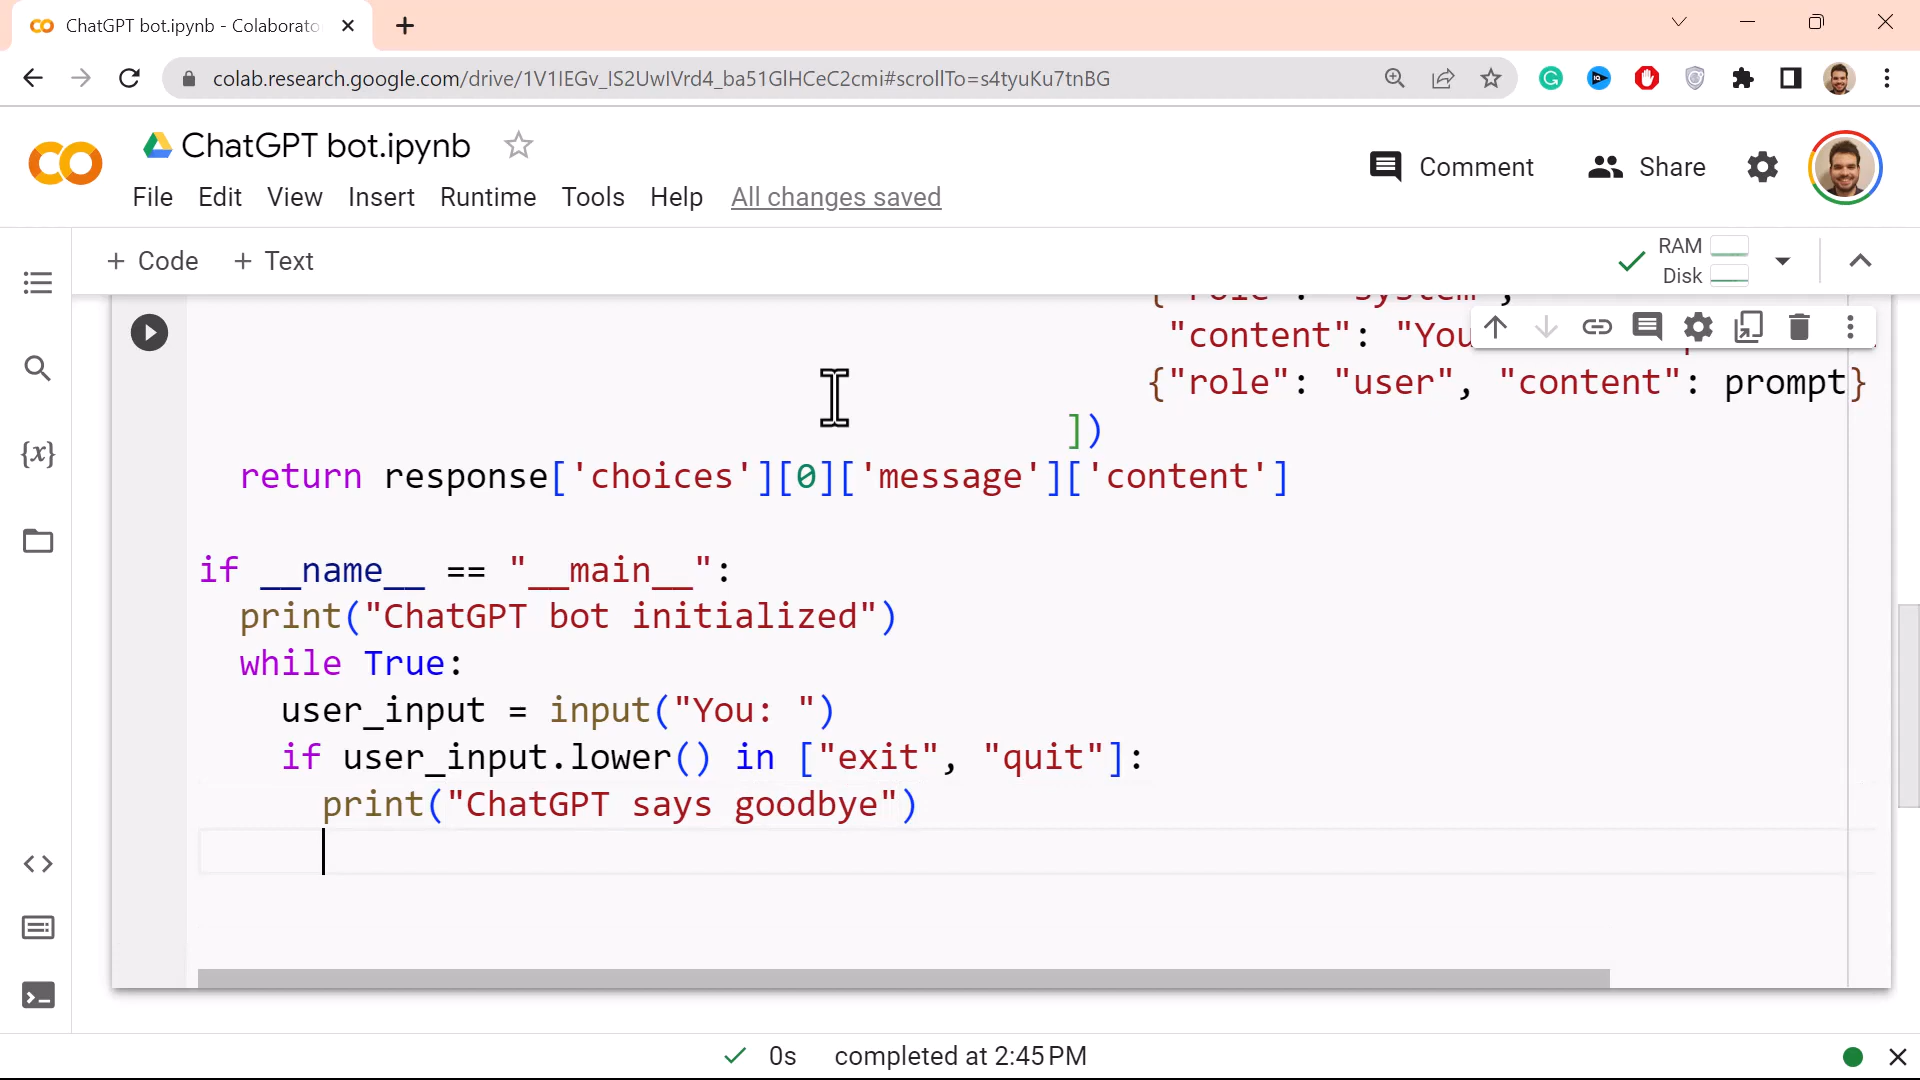 ChatGPT bot.ipynb - Colaborato
colab.research.google.com/drive/1V1IEGv_IS2UwIVrd4_ba51GlHCeC2cmi#scrollTo=s4tyuKu7tnBG
ChatGPT bot.ipynb
Comment
Share
File Edit View Insert Runtime Tools Help All changes saved
+ Code + Text
RAM
Disk
{"role": "system",
"content": "You
{"role": "user", "content": prompt}
])
return response['choices'][0]['message']['content']
if __name__ == "__main__":
print("ChatGPT bot initialized")
while True:
user_input = input("You: ")
if user_input.lower() in ["exit", "quit"]:
print("ChatGPT says goodbye")
0s completed at 2:45 PM